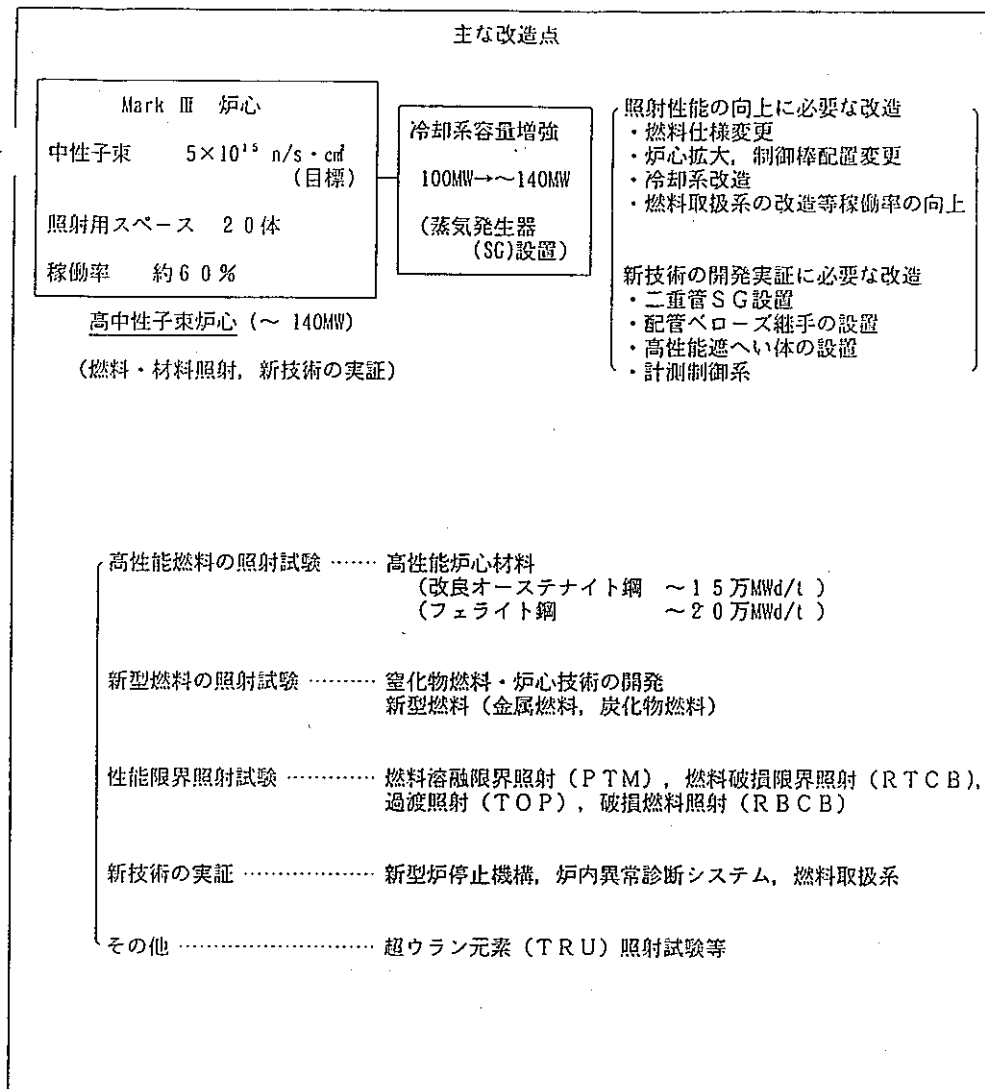 主な改造点
Mark Ⅲ 炉心
中性子束 5×10¹⁵ n/s・c㎡
(目標)
照射用スペース 20体
稼働率 約60%
高中性子束炉心 (~ 140MW)
(燃料・材料照射, 新技術の実証)
冷却系容量増強
100MW→~140MW
(蒸気発生器
(SG)設置)
照射性能の向上に必要な改造
・燃料仕様変更
・炉心拡大, 制御棒配置変更
・冷却系改造
・燃料取扱系の改造等稼働率の向上
新技術の開発実証に必要な改造
・二重管SG設置
・配管ベローズ継手の設置
・高性能遮へい体の設置
・計測制御系
高性能燃料の照射試験 ……… 高性能炉心材料
(改良オーステナイト鋼 ~15万MWd/t )
(フェライト鋼 ~20万MWd/t )
新型燃料の照射試験 ……… 窒化物燃料・炉心技術の開発
新型燃料 (金属燃料, 炭化物燃料)
性能限界照射試験 ………… 燃料溶融限界照射 (PTM) , 燃料破損限界照射 (RTCB),
過渡照射 (TOP) , 破損燃料照射 (RBCB)
新技術の実証 ……………… 新型炉停止機構, 炉内異常診断システム, 燃料取扱系
その他 …………………… 超ウラン元素 (TRU) 照射試験等